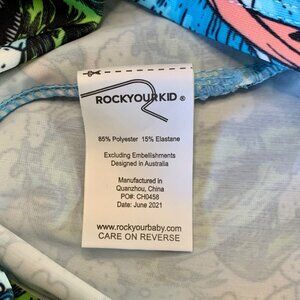 ROCKYOURKID ®
85% Polyester 15% Elastane
Excluding Embellishments
Designed in Australia
Manufactured in
Quanzhou, China
PO#: CH0458
Date: June 2021
www.rockyourbaby.com
CARE ON REVERSE